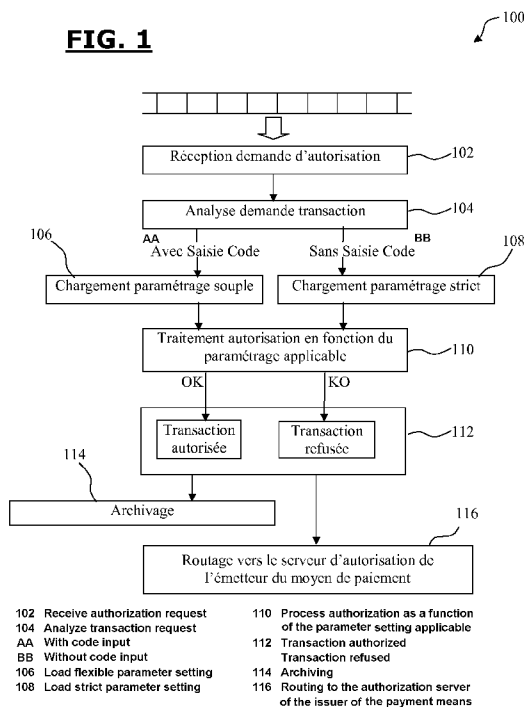 FIG. 1
100
Réception demande d'autorisation
102
Analyse demande transaction
104
AA
BB
106
Avec Saisie Code
Sans Saisie Code
108
Chargement paramétrage souple
Chargement paramétrage strict
Traitement autorisation en fonction du
paramétrage applicable
110
OK
KO
Transaction
autorisée
Transaction
refusée
112
114
Archivage
116
Routage vers le serveur d'autorisation de
l'émetteur du moyen de paiement
102 Receive authorization request
104 Analyze transaction request
AA With code input
BB Without code input
106 Load flexible parameter setting
108 Load strict parameter setting
110 Process authorization as a function
of the parameter setting applicable
112 Transaction authorized
Transaction refused
114 Archiving
116 Routing to the authorization server
of the issuer of the payment means